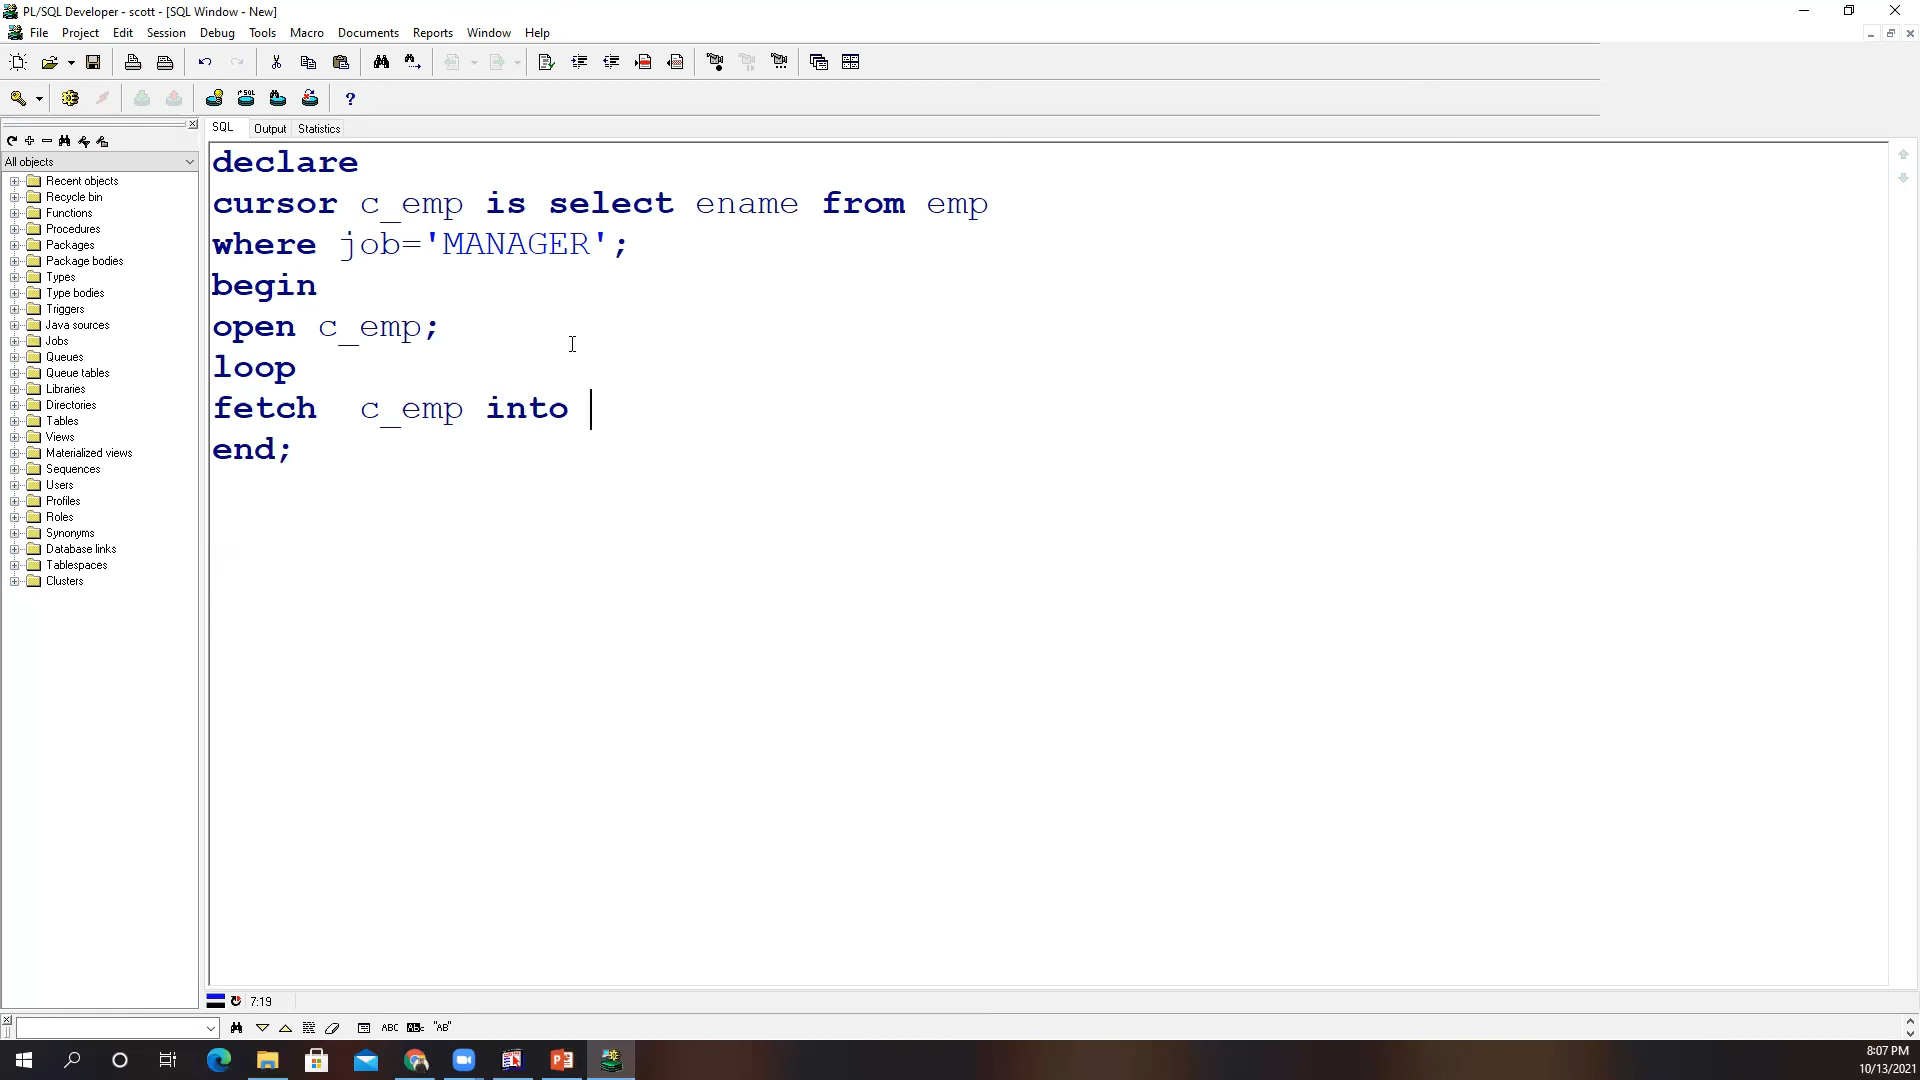 PL/SQL Developer - scott - [SQL Window - New]
File Project Edit Session Debug Tools Macro Documents Reports Window Help
SQL Output Statistics
All objects
Recent objects
Recycle bin
Functions
Procedures
Packages
Package bodies
Types
Type bodies
Triggers
Java sources
Jobs
Queues
Queue tables
Libraries
Directories
Tables
Views
Materialized views
Sequences
Users
Profiles
Roles
Synonyms
Database links
Tablespaces
Clusters
declare
cursor c_emp is select ename from emp
where job='MANAGER';
begin
open c_emp;
loop
fetch  c_emp into
end;
7:19
ABC "AB"
8:07 PM
10/13/2021